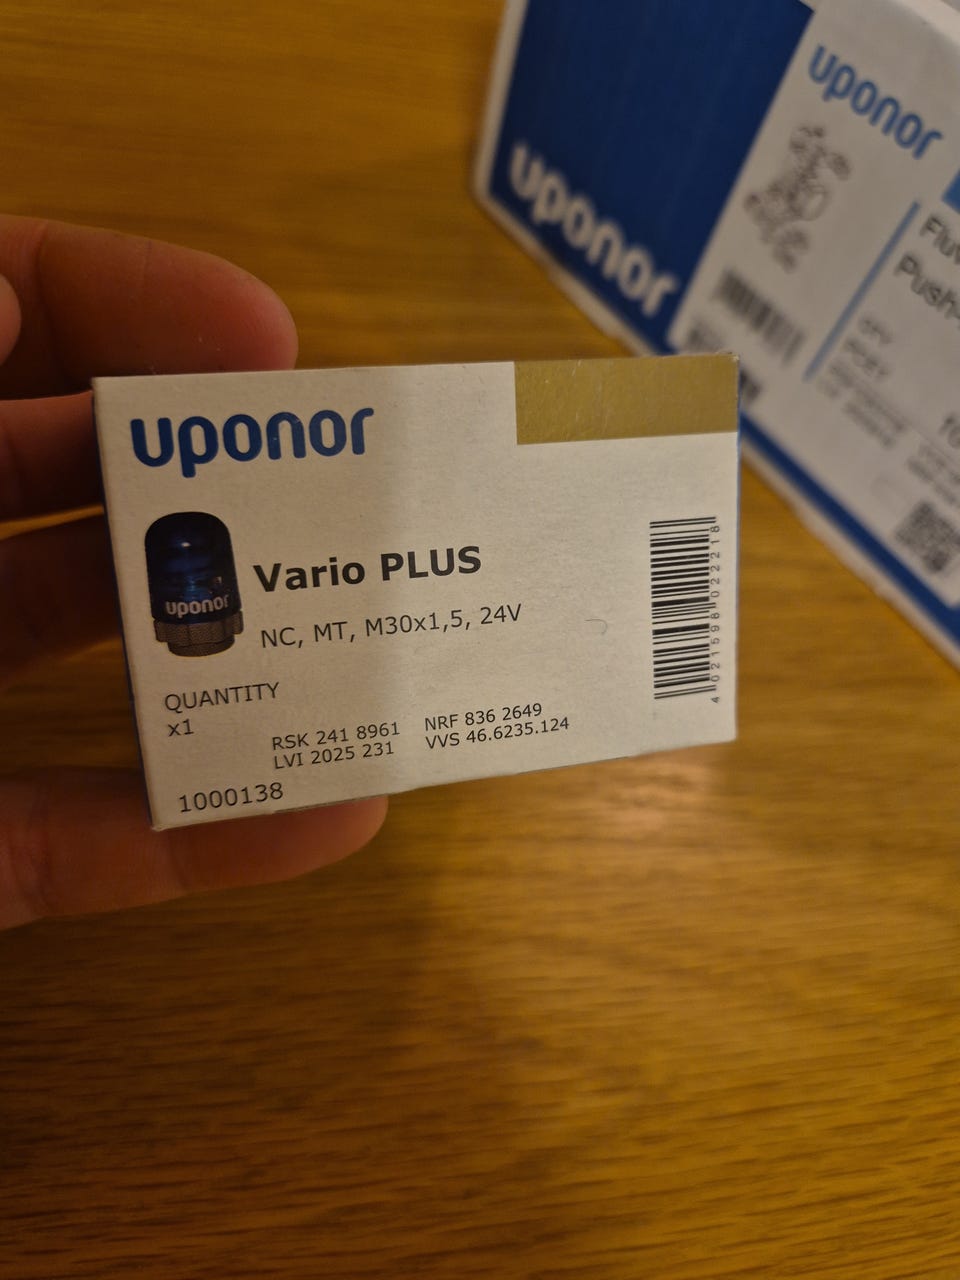 uponor
uponor
uponor
Vario PLUS
uponor
NC, MT, M30x1,5, 24V
QUANTITY
x1
RSK 241 8961 NRF 836 2649
LVI 2025 231 VVS 46.6235.124
1000138
4021598022218